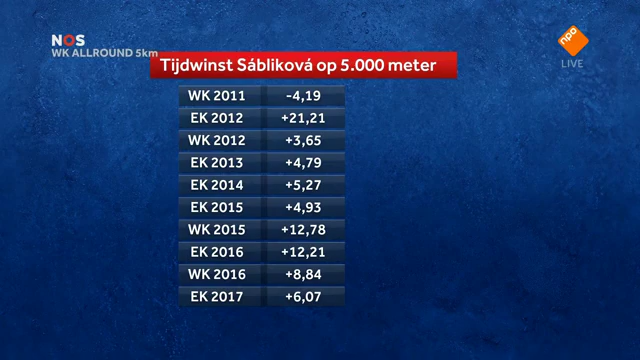 NOS
WK ALLROUND 5km
npo
LIVE
Tijdwinst Sábliková op 5.000 meter
WK 2011 -4,19
EK 2012 +21,21
WK 2012 +3,65
EK 2013 +4,79
EK 2014 +5,27
EK 2015 +4,93
WK 2015 +12,78
EK 2016 +12,21
WK 2016 +8,84
EK 2017 +6,07